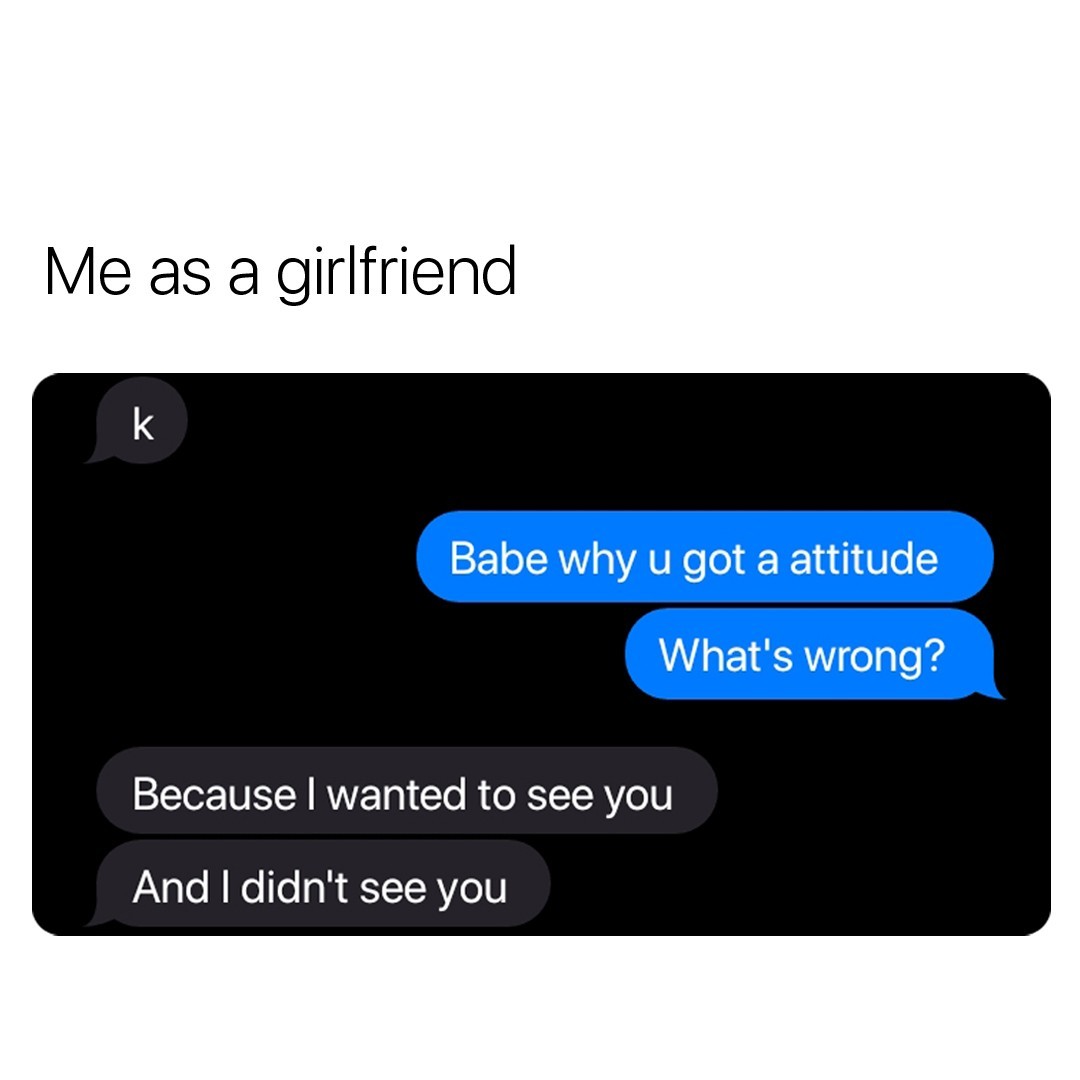 Me as a girlfriend
k
Babe why u got a attitude
What's wrong?
Because I wanted to see you
And I didn't see you